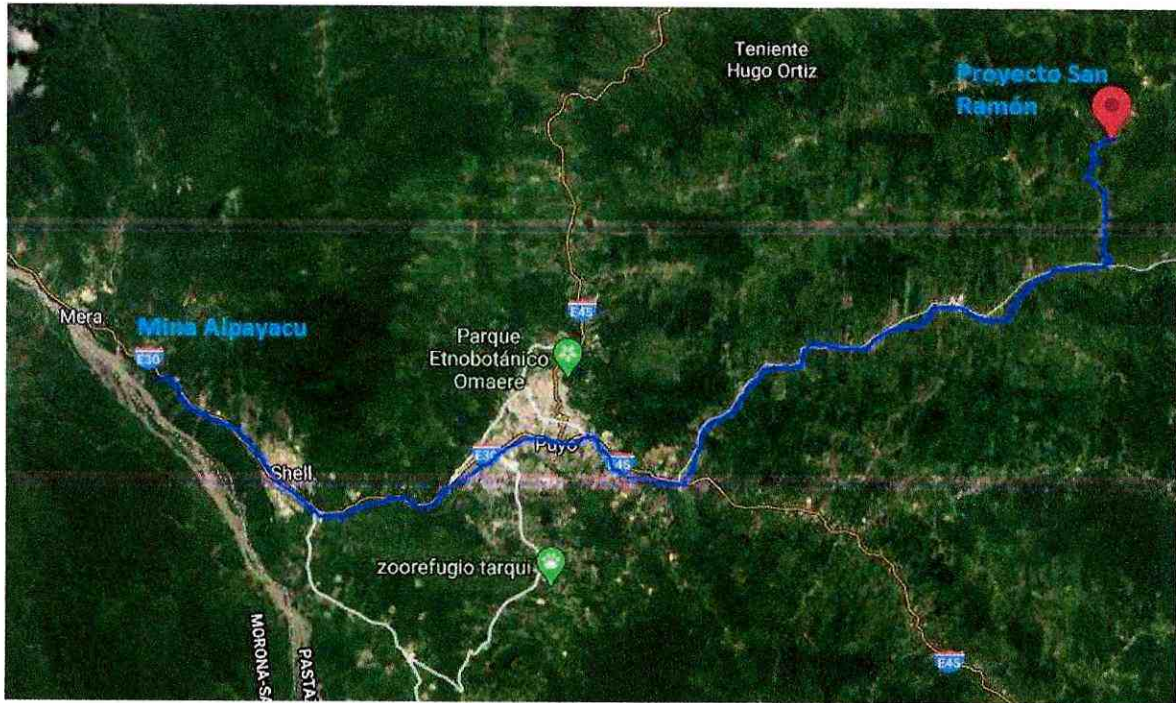 Teniente
Hugo Ortiz
Proyecto San
Ramón
Mera
Mina Alpayacu
E30
E45
Parque
Etnobotánico
Omaere
Puyo
E30
E45
Shell
zoorefugio tarqui
MORONA-SA
PASTAZ
E45